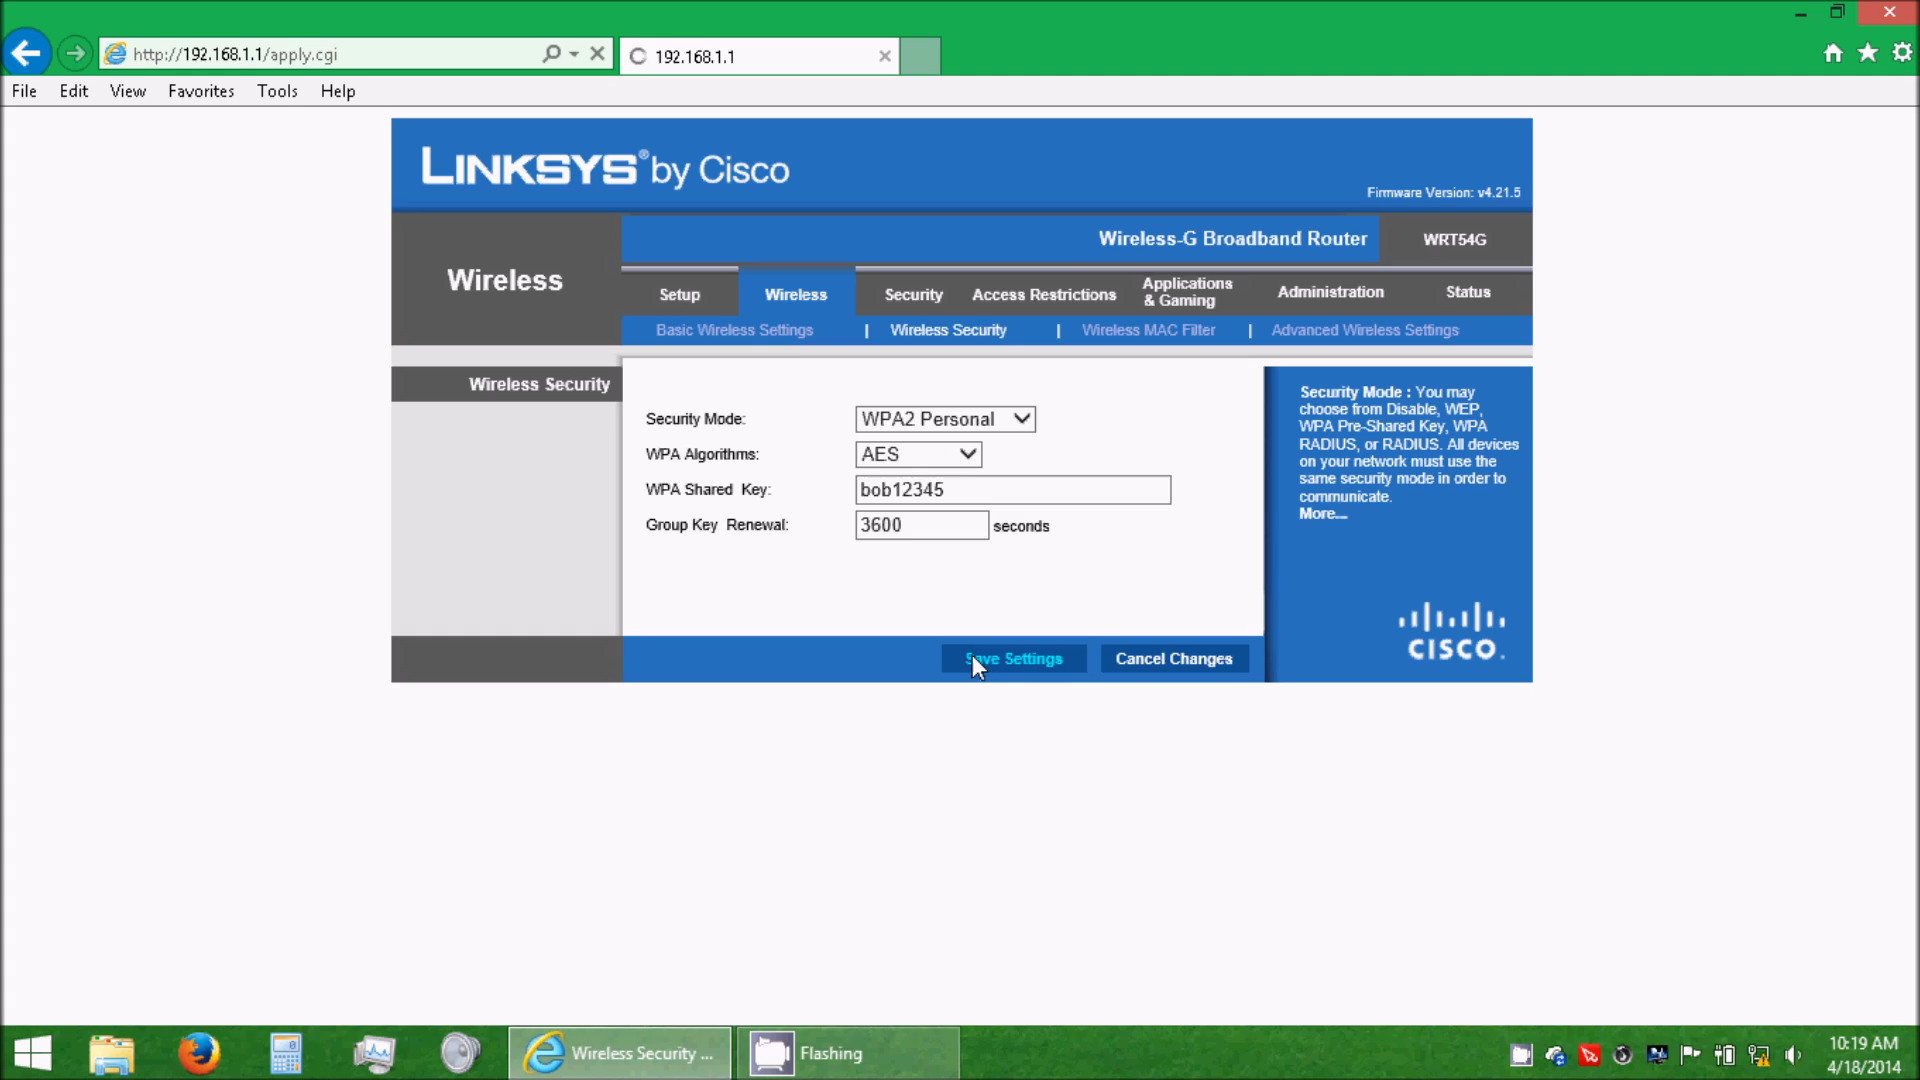 http://192.168.1.1/apply.cgi
192.168.1.1
File Edit View Favorites Tools Help
LINKSYS® by Cisco
Firmware Version: v4.21.5
Wireless-G Broadband Router WRT54G
Wireless
Setup Wireless Security Access Restrictions Applications & Gaming Administration Status
Basic Wireless Settings | Wireless Security | Wireless MAC Filter | Advanced Wireless Settings
Wireless Security
Security Mode: WPA2 Personal
WPA Algorithms: AES
WPA Shared Key: bob12345
Group Key Renewal: 3600 seconds
Security Mode : You may
choose from Disable, WEP,
WPA Pre-Shared Key, WPA
RADIUS, or RADIUS. All devices
on your network must use the
same security mode in order to
communicate.
More...
Save Settings Cancel Changes
CISCO.
Wireless Security ...
Flashing
10:19 AM
4/18/2014